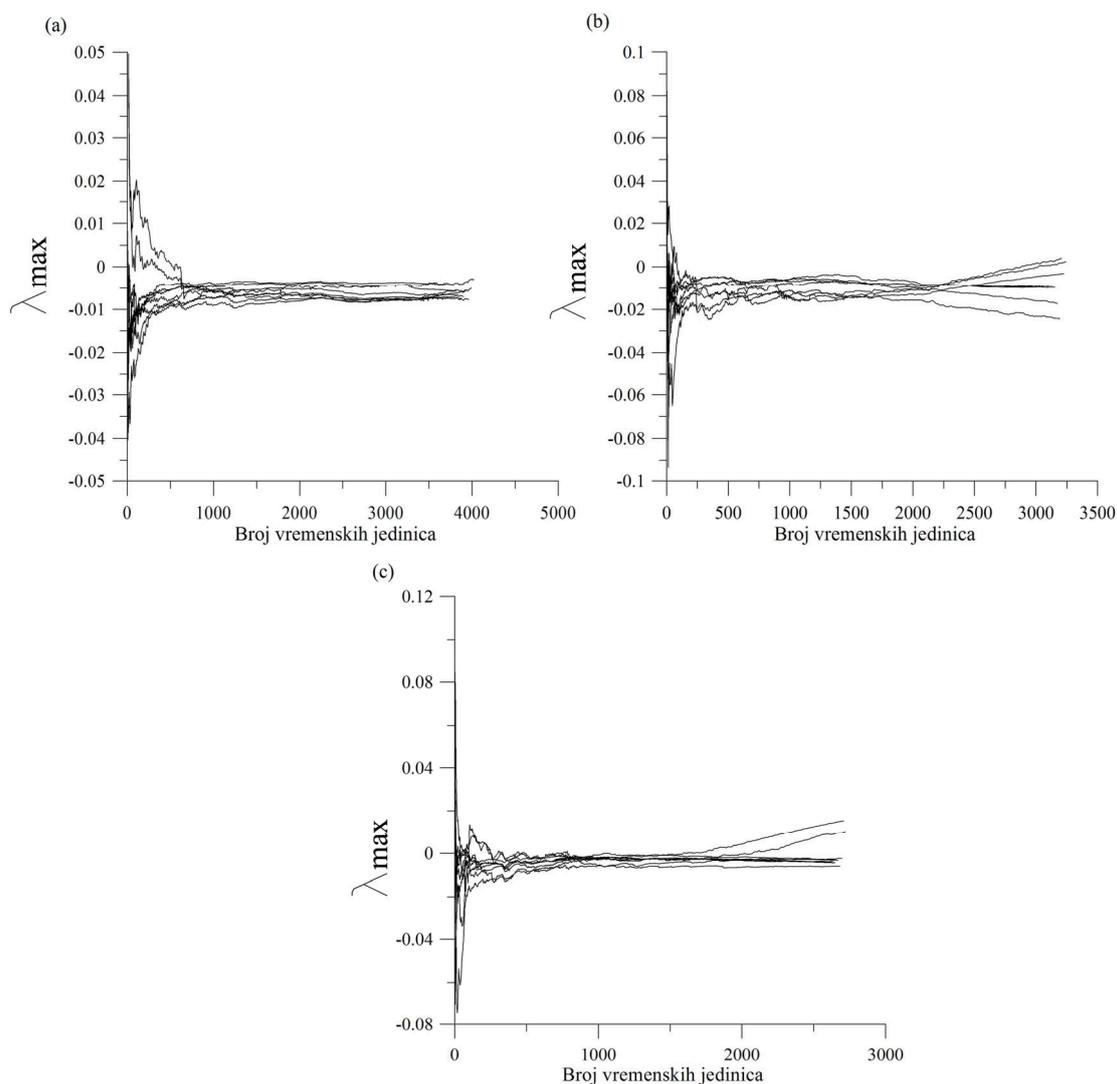 (a)
0.05
0.04
0.03
0.02
0.01
0
-0.01
-0.02
-0.03
-0.04
-0.05
λmax
0 1000 2000 3000 4000 5000
Broj vremenskih jedinica
(b)
0.1
0.08
0.06
0.04
0.02
0
-0.02
-0.04
-0.06
-0.08
-0.1
λmax
0 500 1000 1500 2000 2500 3000 3500
Broj vremenskih jedinica
(c)
0.12
0.08
0.04
0
-0.04
-0.08
λmax
0 1000 2000 3000
Broj vremenskih jedinica